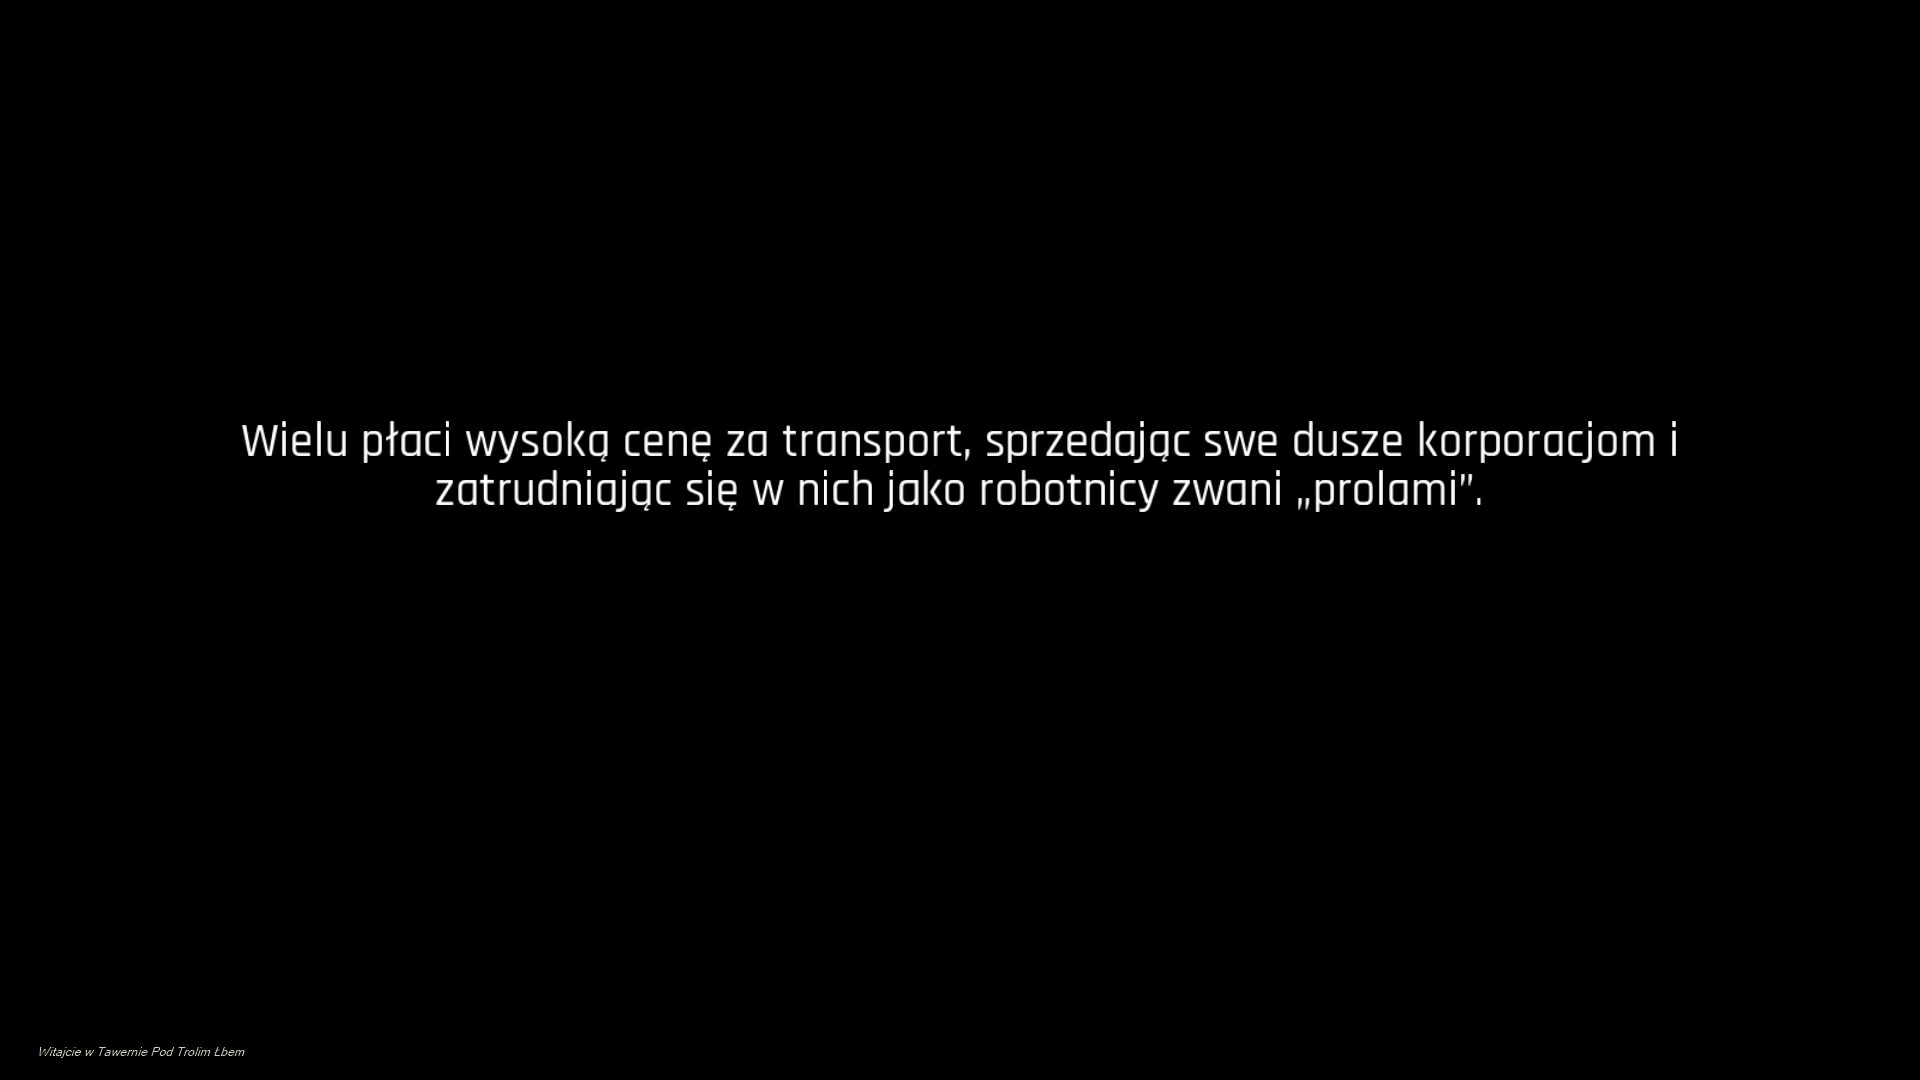 Wielu płaci wysoką cenę za transport, sprzedając swe dusze korporacjom i
zatrudniając się w nich jako robotnicy zwani „prolami”.
Witajcie w Tawernie Pod Trolim Łbem